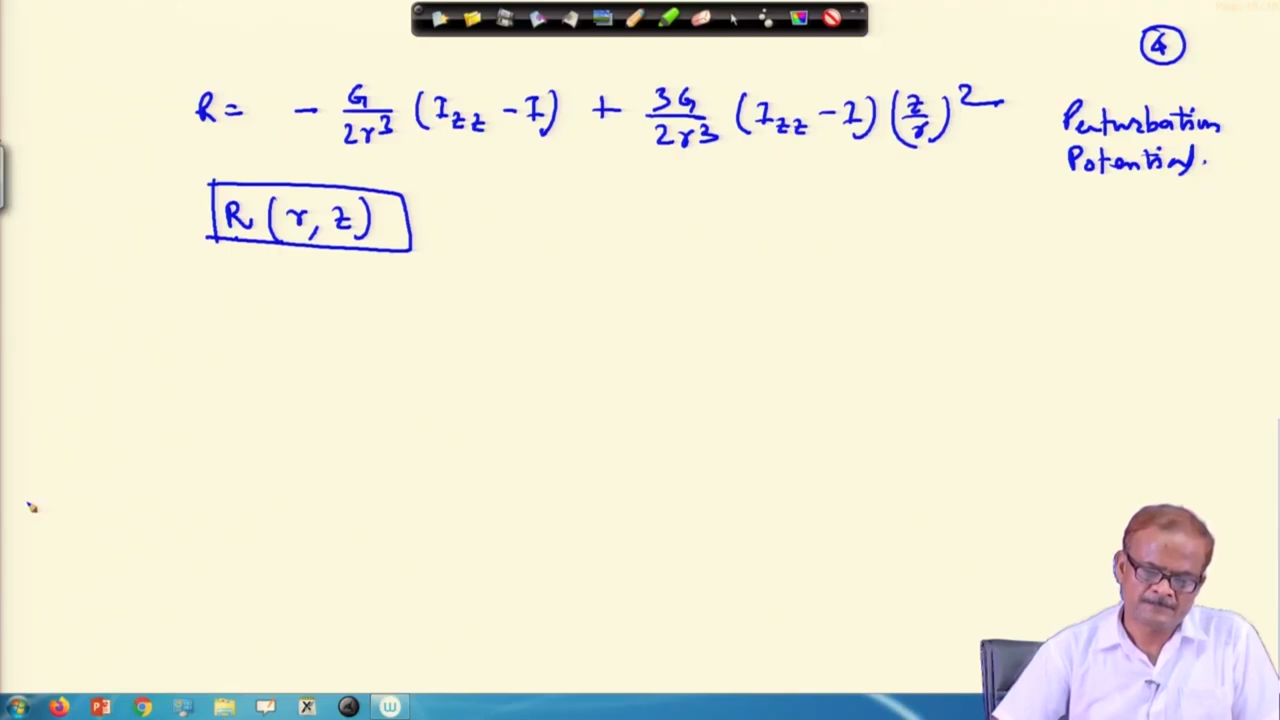 ④
R = - G/2r³ (I_zz - I) + 3G/2r³ (I_zz - I) (z/r)²
Perturbation
Potential.
R (r, z)